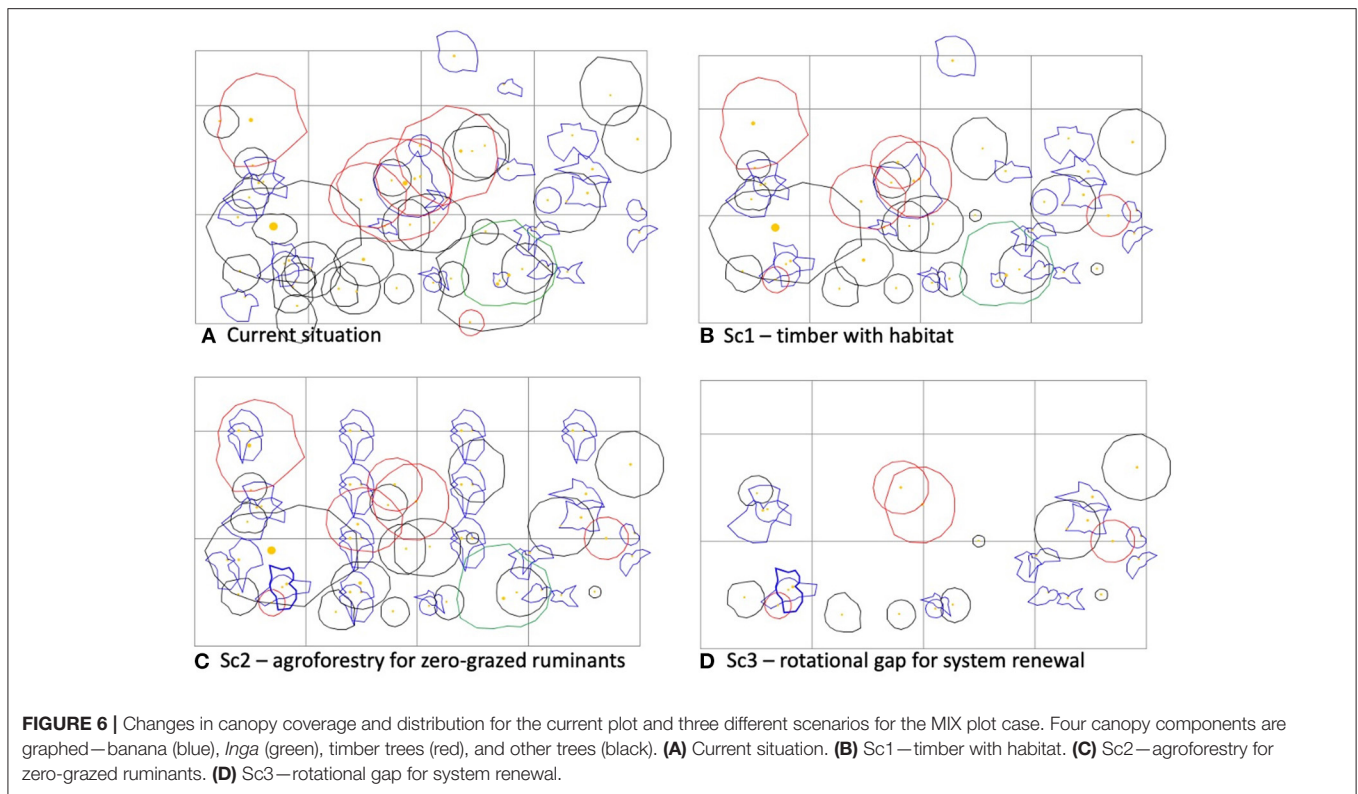 A Current situation
B Sc1 – timber with habitat
C Sc2 – agroforestry for zero-grazed ruminants
D Sc3 – rotational gap for system renewal
FIGURE 6 | Changes in canopy coverage and distribution for the current plot and three different scenarios for the MIX plot case. Four canopy components are
graphed—banana (blue), Inga (green), timber trees (red), and other trees (black). (A) Current situation. (B) Sc1—timber with habitat. (C) Sc2—agroforestry for
zero-grazed ruminants. (D) Sc3—rotational gap for system renewal.